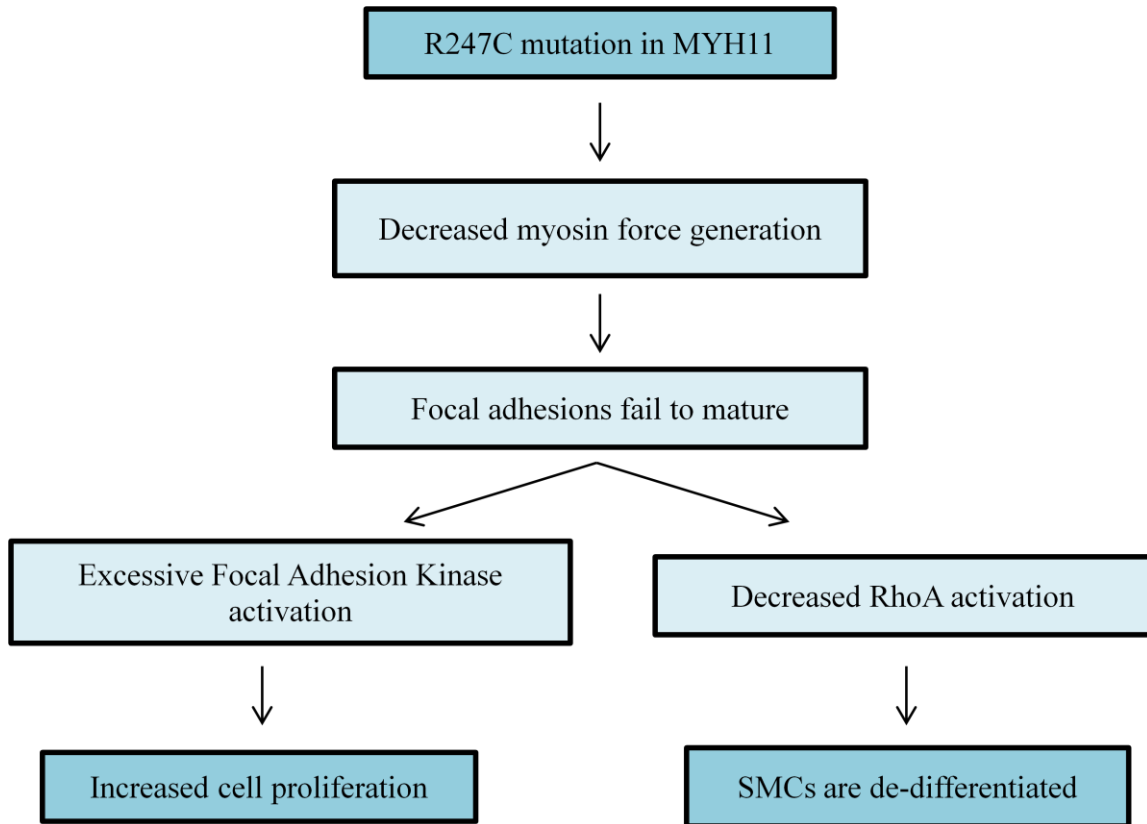 R247C mutation in MYH11
Decreased myosin force generation
Focal adhesions fail to mature
Excessive Focal Adhesion Kinase
activation
Decreased RhoA activation
Increased cell proliferation
SMCs are de-differentiated